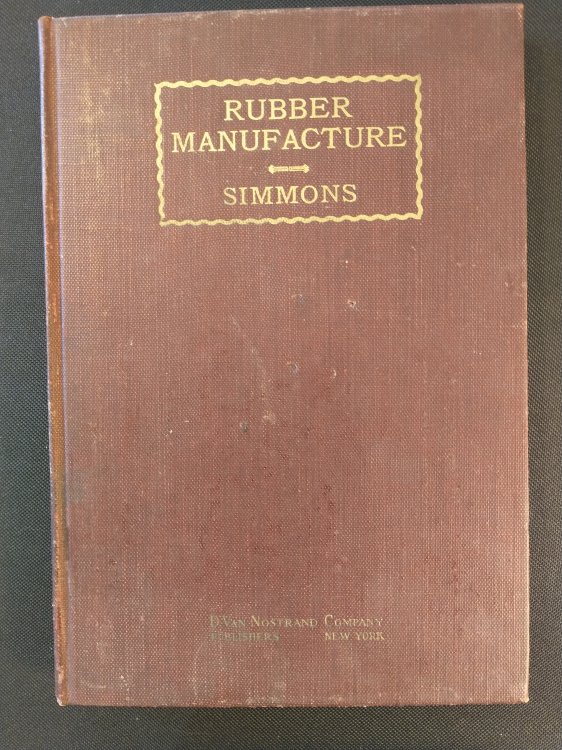 RUBBER
MANUFACTURE
SIMMONS
D. VAN NOSTRAND COMPANY
PUBLISHERS NEW YORK